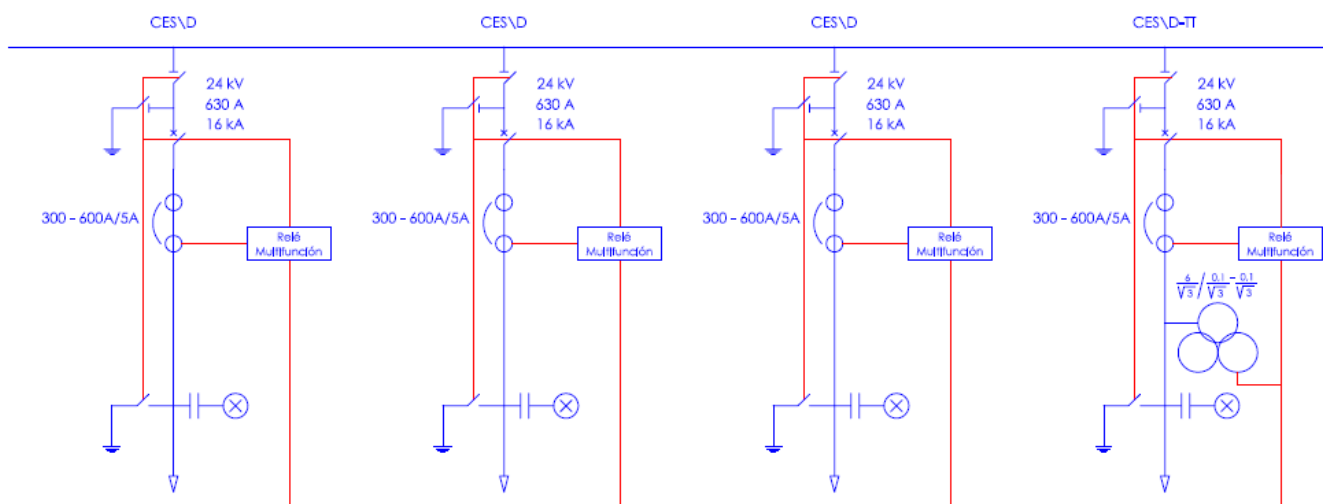 CES\D
CES\D
CES\D
CES\D-TT
24 kV
630 A
16 kA
24 kV
630 A
16 kA
24 kV
630 A
16 kA
24 kV
630 A
16 kA
300 - 600A/5A
300 - 600A/5A
300 - 600A/5A
300 - 600A/5A
Relé
Multifunción
Relé
Multifunción
Relé
Multifunción
Relé
Multifunción
6/√3 / 0.1/√3 - 0.1/√3